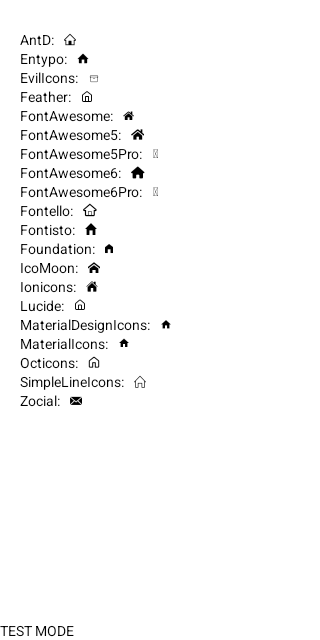 AntD:
Entypo:
EvilIcons:
Feather:
FontAwesome:
FontAwesome5:
FontAwesome5Pro:
FontAwesome6:
FontAwesome6Pro:
Fontello:
Fontisto:
Foundation:
IcoMoon:
Ionicons:
Lucide:
MaterialDesignIcons:
MaterialIcons:
Octicons:
SimpleLineIcons:
Zocial:
TEST MODE